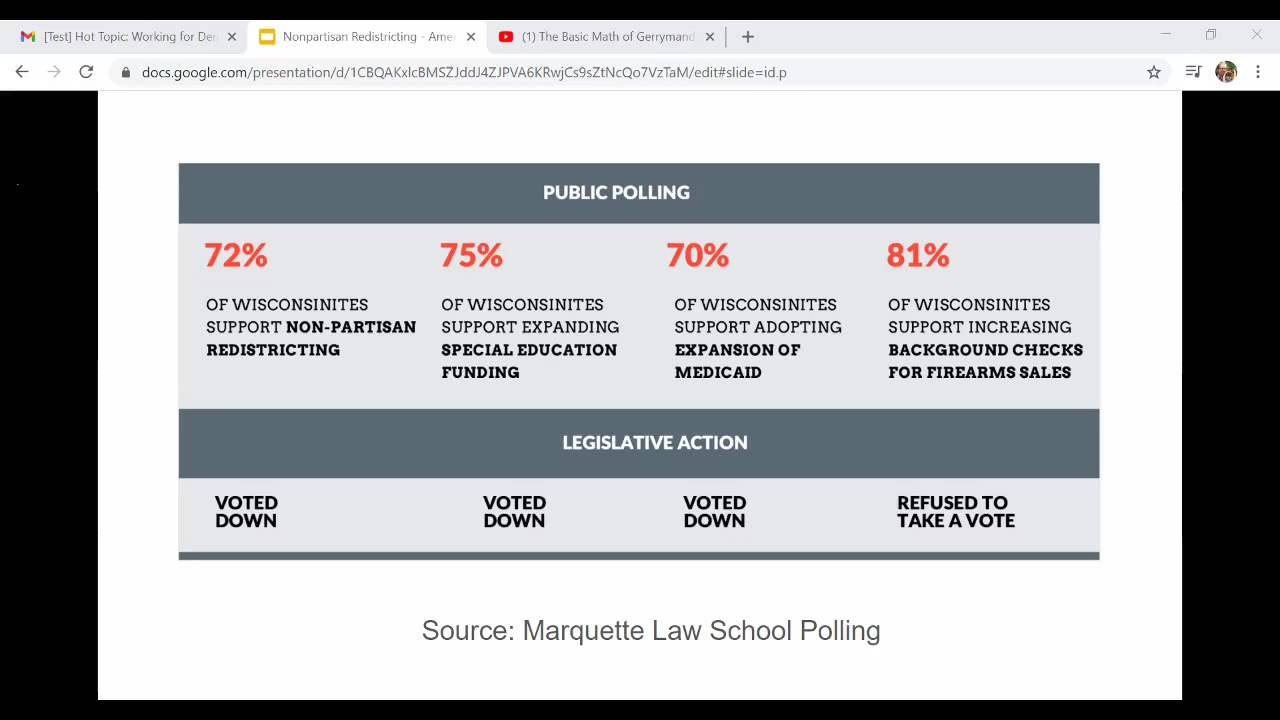 [Test] Hot Topic: Working for Den
Nonpartisan Redistricting - Amer
(1) The Basic Math of Gerrymand
docs.google.com/presentation/d/1CBQAKxlcBMSZJddJ4ZJPVA6KRwjCs9sZtNcQo7VzTaM/edit#slide=id.p
PUBLIC POLLING
72%
OF WISCONSINITES
SUPPORT NON-PARTISAN
REDISTRICTING
75%
OF WISCONSINITES
SUPPORT EXPANDING
SPECIAL EDUCATION
FUNDING
70%
OF WISCONSINITES
SUPPORT ADOPTING
EXPANSION OF
MEDICAID
81%
OF WISCONSINITES
SUPPORT INCREASING
BACKGROUND CHECKS
FOR FIREARMS SALES
LEGISLATIVE ACTION
VOTED
DOWN
VOTED
DOWN
VOTED
DOWN
REFUSED TO
TAKE A VOTE
Source: Marquette Law School Polling